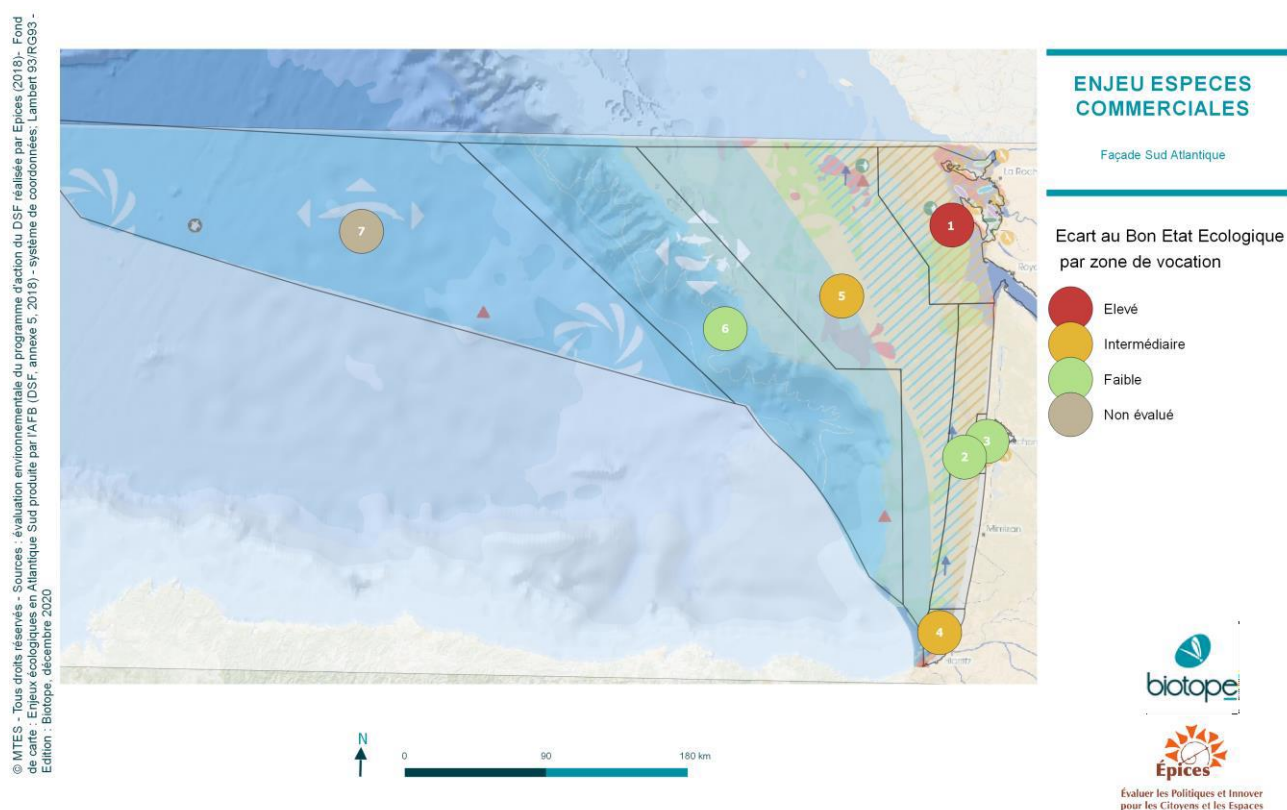 © MTES - Tous droits réservés - Sources : évaluation environnementale du programme d'action du DSF réalisée par Epices (2018)- Fond
de carte : Enjeux écologiques en Atlantique Sud produite par l'AFB (DSF, annexe 5, 2018) - système de coordonnées; Lambert 93/RG93 -
Edition : Biotope, décembre 2020
ENJEU ESPECES
COMMERCIALES
Façade Sud Atlantique
Ecart au Bon Etat Ecologique
par zone de vocation
Elevé
Intermédiaire
Faible
Non évalué
La Roch
1
7
5
6
3
2
Mimizan
4
N
0
90
180 km
biotope
Épices
Évaluer les Politiques et Innover
pour les Citoyens et les Espaces